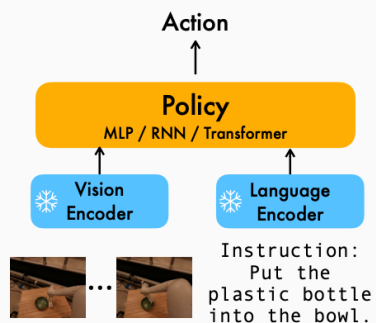 Action
Policy
MLP / RNN / Transformer
Vision
Encoder
Language
Encoder
...
Instruction:
Put the
plastic bottle
into the bowl.